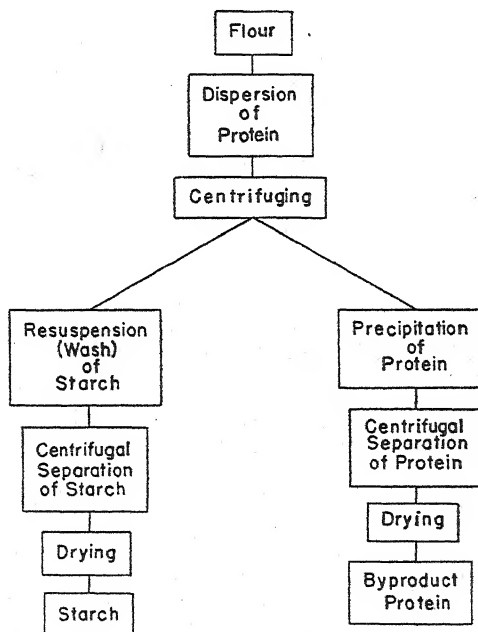 Flour
Dispersion
of
Protein
Centrifuging
Resuspension
(Wash)
of
Starch
Centrifugal
Separation
of Starch
Drying
Starch
Precipitation
of
Protein
Centrifugal
Separation
of Protein
Drying
Byproduct
Protein